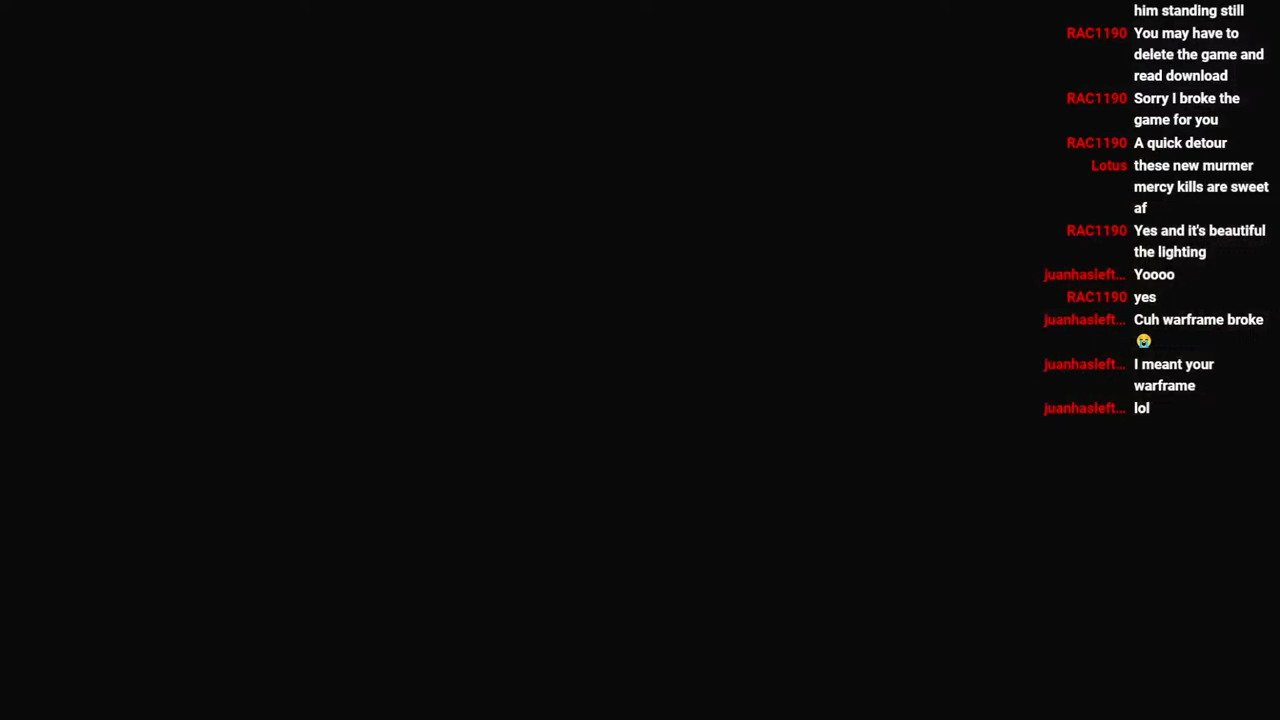 him standing still
RAC1190 You may have to
delete the game and
read download
RAC1190 Sorry I broke the
game for you
RAC1190 A quick detour
Lotus these new murmer
mercy kills are sweet
af
RAC1190 Yes and it's beautiful
the lighting
juanhasleft... Yoooo
RAC1190 yes
juanhasleft... Cuh warframe broke
😭
juanhasleft... I meant your
warframe
juanhasleft... lol